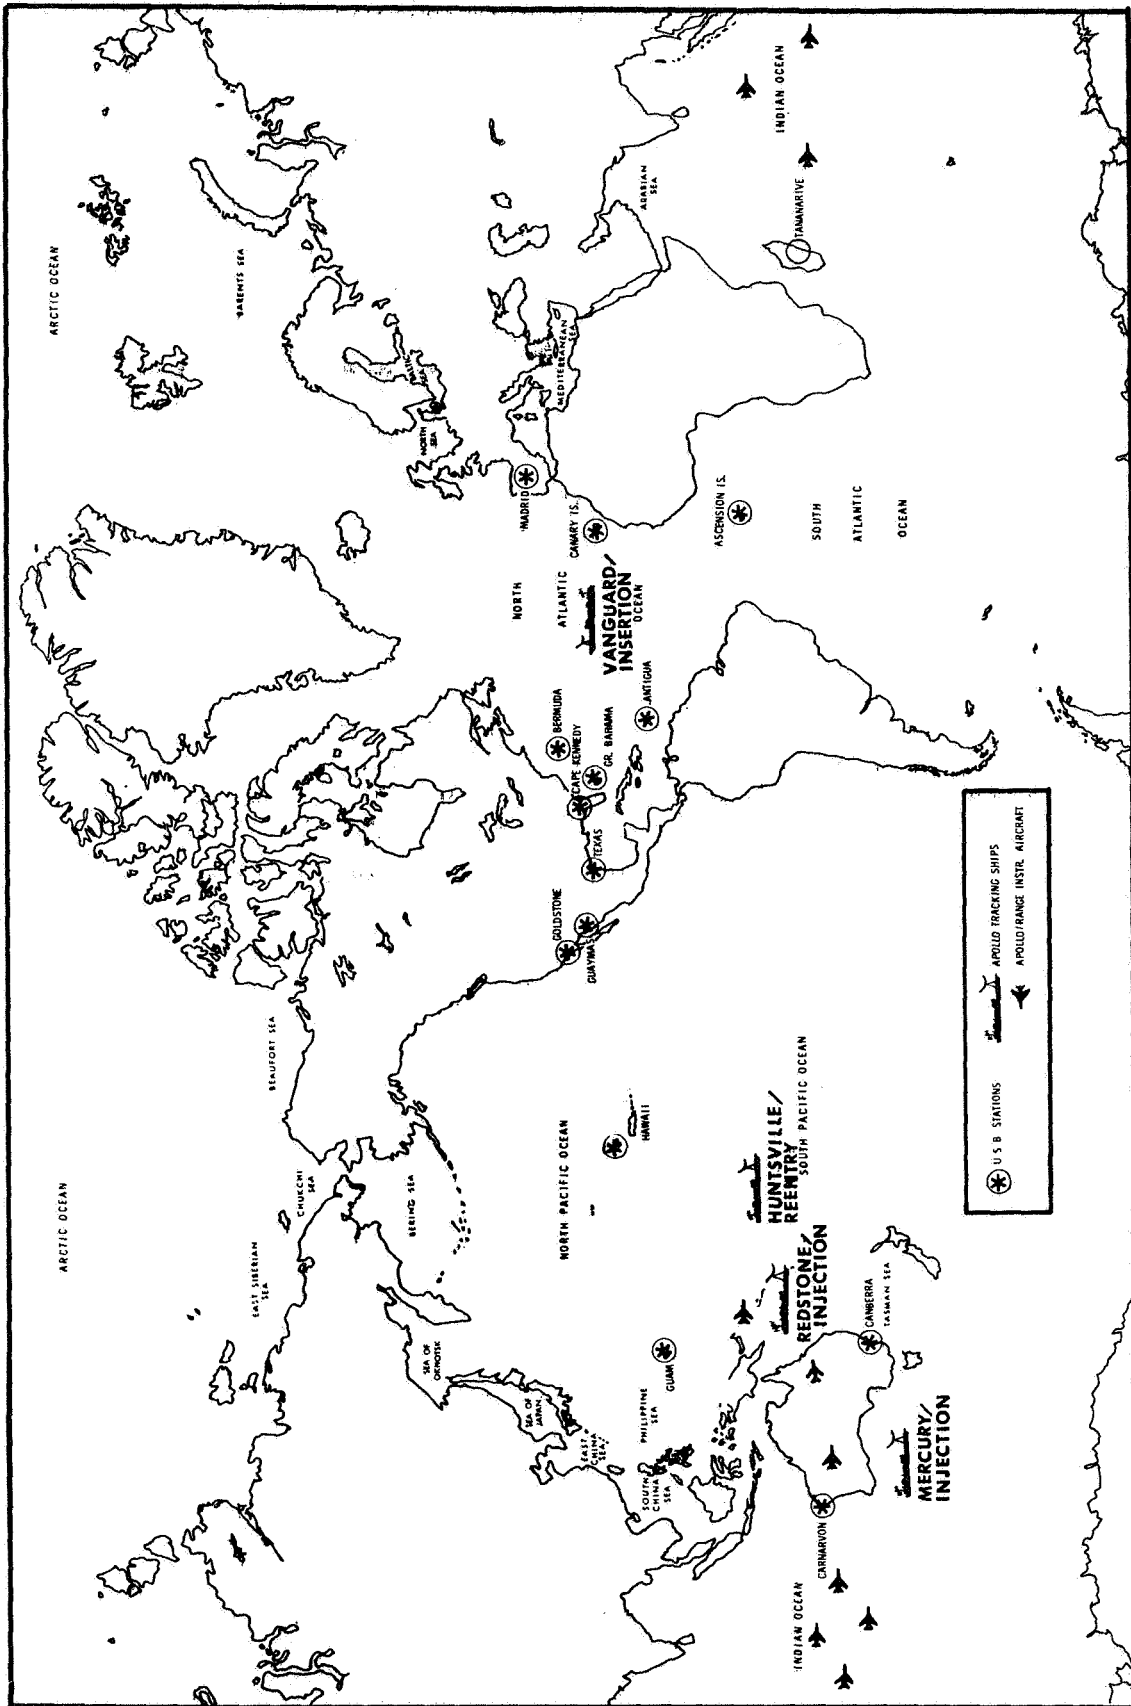 ARCTIC OCEAN
ARCTIC OCEAN
EAST SIBERIAN
SEA
CHUKCHI
SEA
BEAUFORT SEA
BARENTS SEA
BERING SEA
SEA OF
OKHOTSK
SEA OF
JAPAN
NORTH
SEA
BALTIC
SEA
EAST
CHINA
SEA
NORTH PACIFIC OCEAN
GOLDSTONE
GUAYMAS
TEXAS
CAPE KENNEDY
BERMUDA
GR. BAHAMA
ANTIGUA
NORTH
ATLANTIC
OCEAN
VANGUARD/
INSERTION
MADRID
CANARY IS.
MEDITERRANEAN
SEA
ARABIAN
SEA
SOUTH
CHINA
SEA
PHILIPPINE
SEA
GUAM
HAWAII
ASCENSION IS.
INDIAN OCEAN
CARNARVON
REDSTONE/
INJECTION
HUNTSVILLE/
REENTRY
SOUTH PACIFIC OCEAN
SOUTH
ATLANTIC
OCEAN
TANANARIVE
INDIAN OCEAN
CANBERRA
TASMAN SEA
MERCURY/
INJECTION
U S B STATIONS
APOLLO TRACKING SHIPS
APOLLO/RANGE INSTR. AIRCRAFT